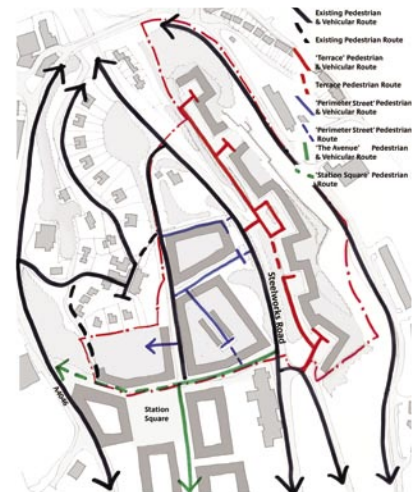 Existing Pedestrian
& Vehicular Route
Existing Pedestrian Route
'Terrace' Pedestrian
& Vehicular Route
Terrace Pedestrian Route
'Perimeter Street' Pedestrian
& Vehicular Route
'Perimeter Street' Pedestrian
Route
'The Avenue' Pedestrian
& Vehicular Route
'Station Square' Pedestrian
Route
Steelworks Road
A4046
Station
Square